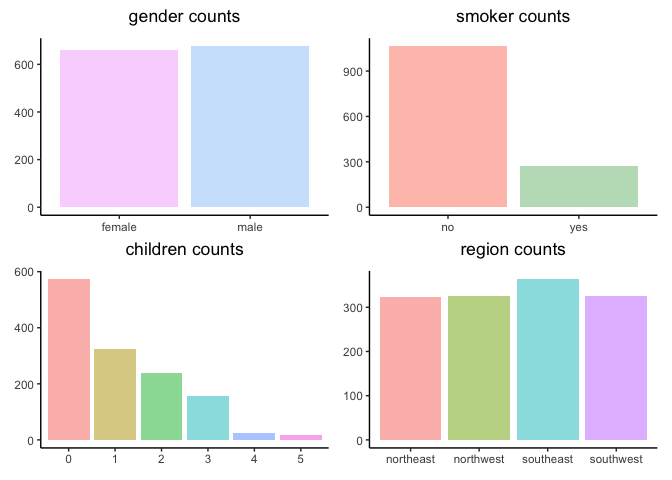 gender counts
600
400
200
0
female male
smoker counts
900
600
300
0
no yes
children counts
600
400
200
0
0 1 2 3 4 5
region counts
300
200
100
0
northeast northwest southeast southwest